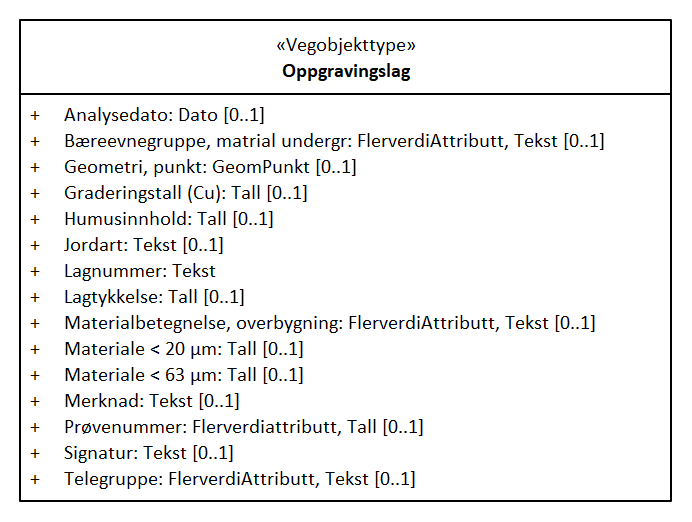 «Vegobjekttype»
Oppgravingslag
+ Analysedato: Dato [0..1]
+ Bæreevnegruppe, matrial undergr: FlerverdiAttributt, Tekst [0..1]
+ Geometri, punkt: GeomPunkt [0..1]
+ Graderingstall (Cu): Tall [0..1]
+ Humusinnhold: Tall [0..1]
+ Jordart: Tekst [0..1]
+ Lagnummer: Tekst
+ Lagtykkelse: Tall [0..1]
+ Materialbetegnelse, overbygning: FlerverdiAttributt, Tekst [0..1]
+ Materiale < 20 µm: Tall [0..1]
+ Materiale < 63 µm: Tall [0..1]
+ Merknad: Tekst [0..1]
+ Prøvenummer: Flerverdiattributt, Tall [0..1]
+ Signatur: Tekst [0..1]
+ Telegruppe: FlerverdiAttributt, Tekst [0..1]